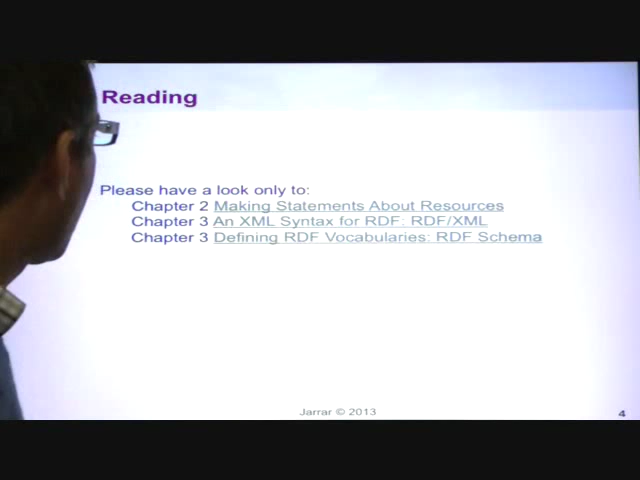 Reading
Please have a look only to:
Chapter 2 Making Statements About Resources
Chapter 3 An XML Syntax for RDF: RDF/XML
Chapter 3 Defining RDF Vocabularies: RDF Schema
Jarrar © 2013
4